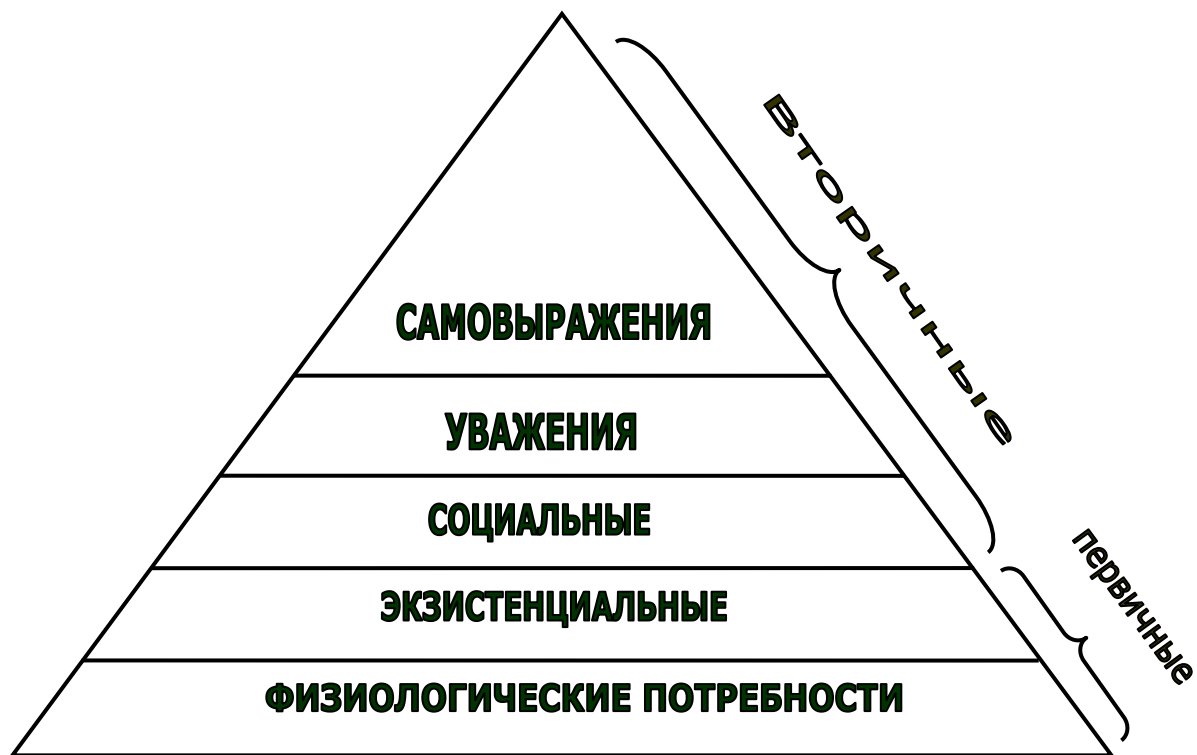 Вторичные
САМОВЫРАЖЕНИЯ
УВАЖЕНИЯ
СОЦИАЛЬНЫЕ
первичные
ЭКЗИСТЕНЦИАЛЬНЫЕ
ФИЗИОЛОГИЧЕСКИЕ ПОТРЕБНОСТИ